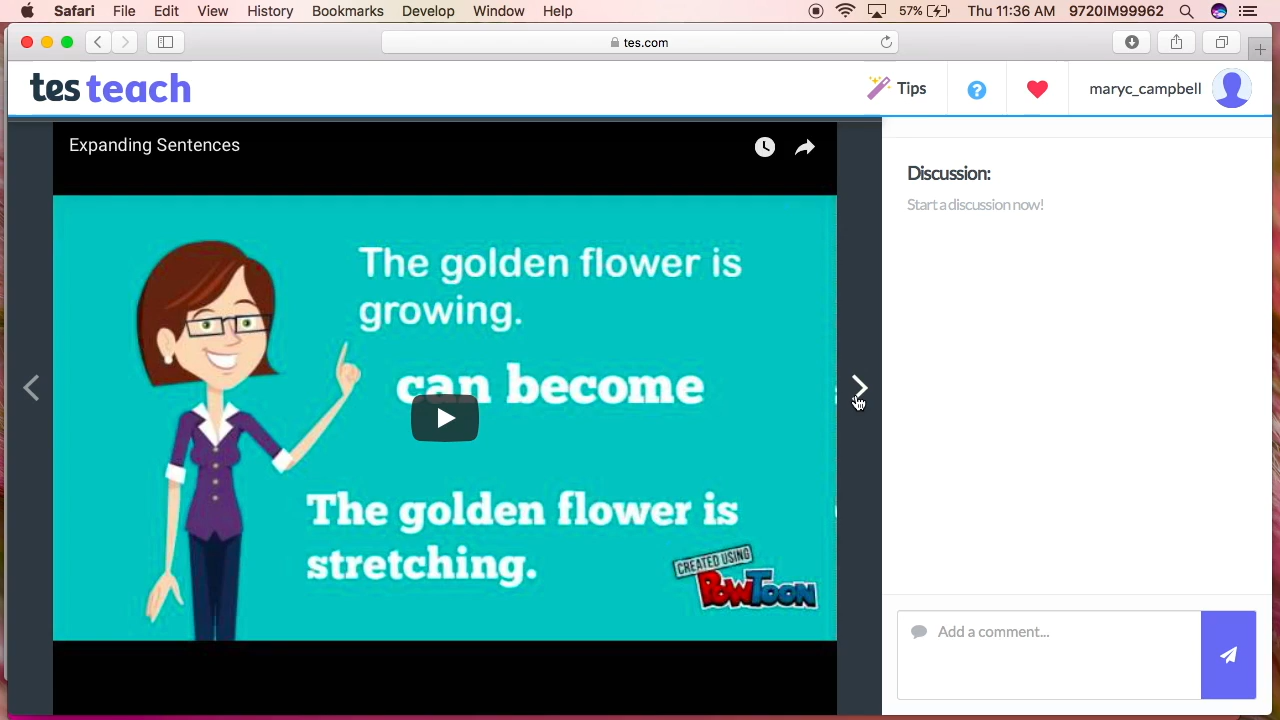 Safari File Edit View History Bookmarks Develop Window Help 57% Thu 11:36 AM 9720IM99962
tes.com
tes teach Tips ? maryc_campbell
Expanding Sentences
Discussion:
Start a discussion now!
The golden flower is
growing.
can become
The golden flower is
stretching.
CREATED USING
POWTOON
Add a comment...